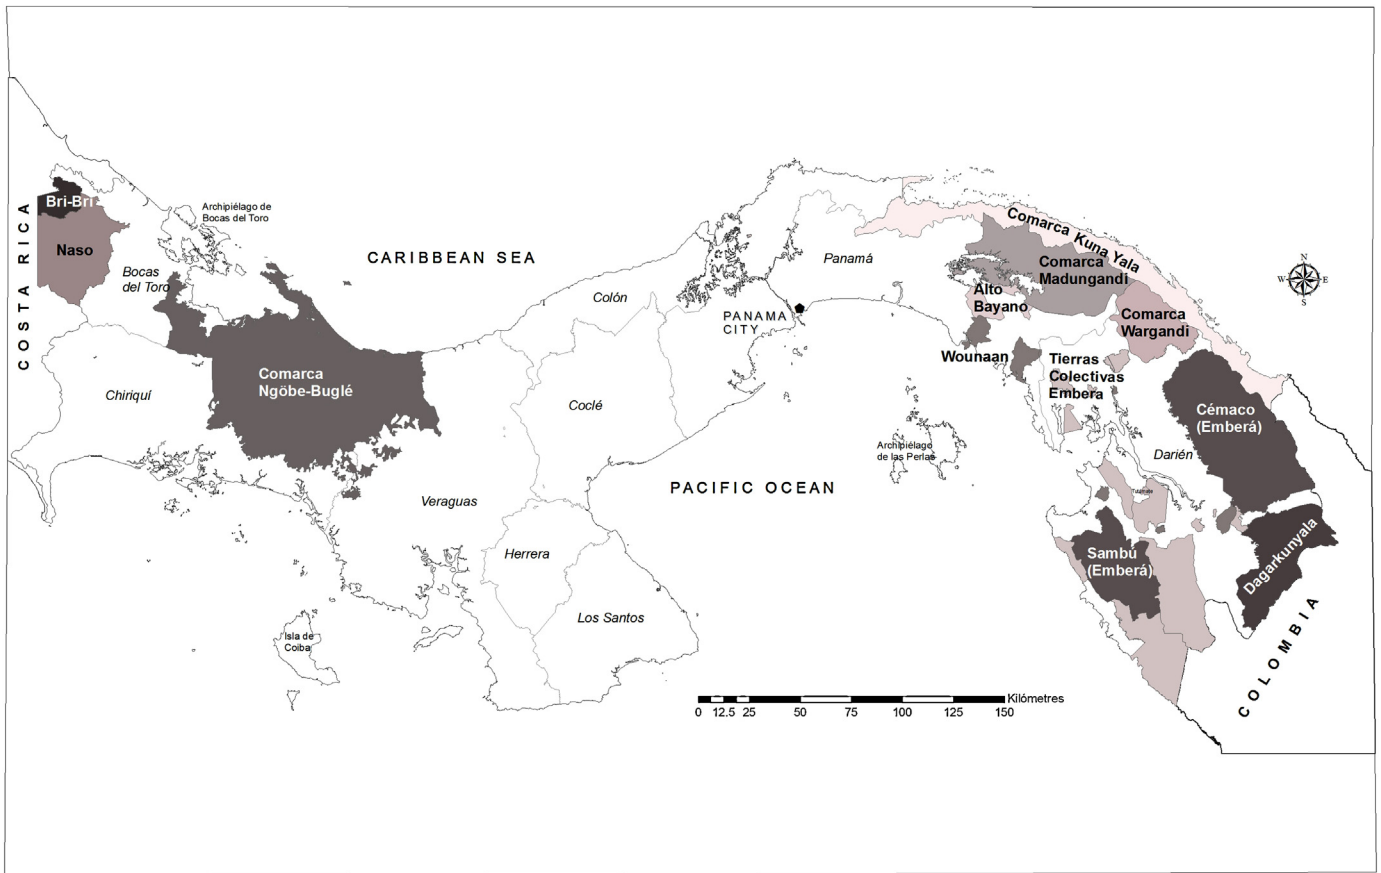 COSTA RICA
Bri-Bri
Naso
Archipiélago de
Bocas del Toro
Bocas
del Toro
CARIBBEAN SEA
Chiriquí
Comarca
Ngöbe-Buglé
Colón
Coclé
Veraguas
Herrera
Los Santos
Isla de
Coiba
PANAMA
CITY
Panamá
PACIFIC OCEAN
Archipiélago
de las Perlas
Comarca Kuna Yala
Comarca
Madungandi
Alto
Bayano
Comarca
Wargandi
Wounaan
Tierras
Colectivas
Embera
Cémaco
(Emberá)
Darién
Sambú
(Emberá)
Dagarkunyala
COLOMBIA
N
W E
S
Kilómetres
0 12.5 25 50 75 100 125 150